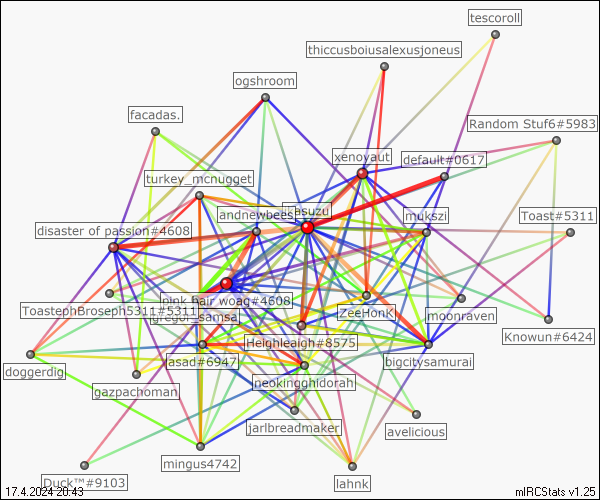 tescoroll
thiccusboiusalexusjoneus
ogshroom
facadas.
Random Stuf6#5983
xenoyaut
default#0617
turkey_mcnugget
kasuzu
andnewbees
mukszi
Toast#5311
disaster of passion#4608
pink hair woag#4608
ToastephBroseph5311#5311
gregor_samsa
ZeeHonK
moonraven
Knowun#6424
Heighleaigh#8575
doggerdig
asad#6947
bigcitysamurai
gazpachoman
neokingghidorah
jarlbreadmaker
avelicious
mingus4742
Duck™#9103
lahnk
17.4.2024 20:43
mIRCStats v1.25